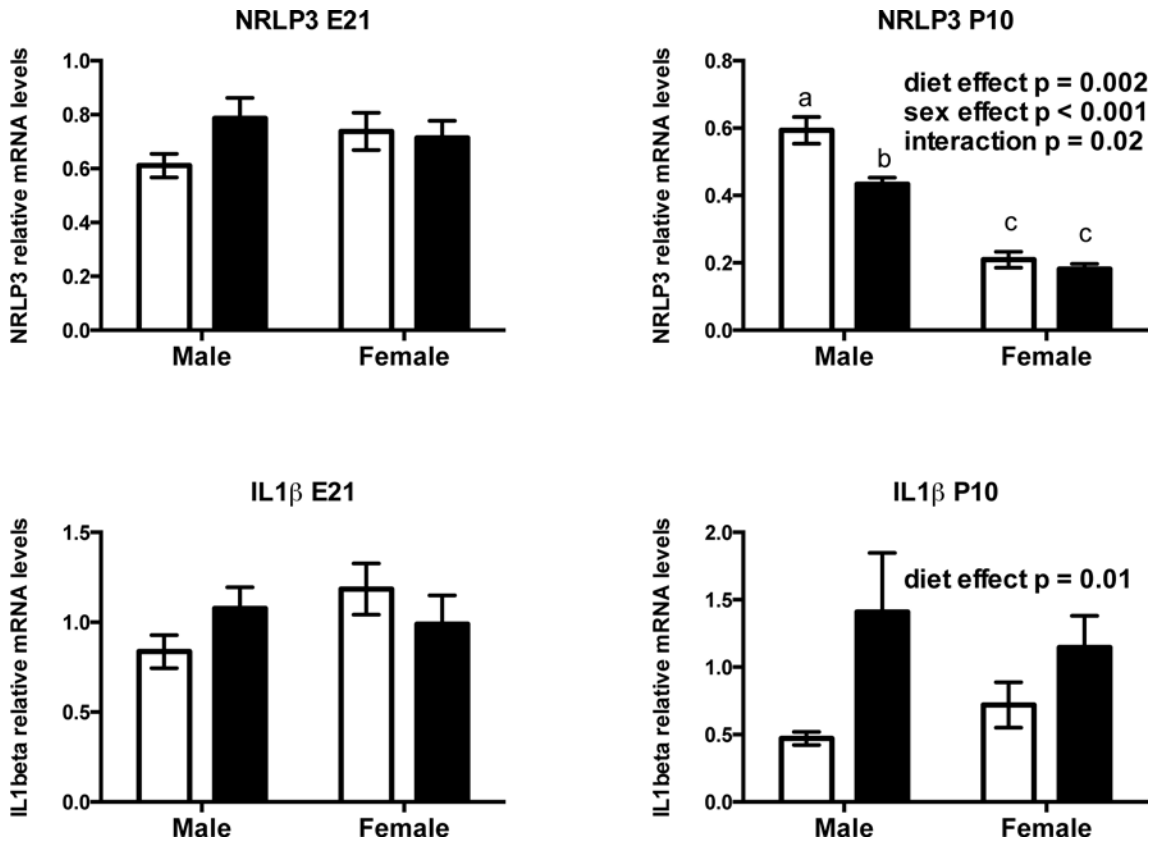 NRLP3 E21
NRLP3 relative mRNA levels
1.0
0.8
0.6
0.4
0.2
0.0
Male
Female
NRLP3 P10
NRLP3 relative mRNA levels
0.8
0.6
0.4
0.2
0.0
a
b
c
c
diet effect p = 0.002
sex effect p < 0.001
interaction p = 0.02
Male
Female
IL1β E21
IL1beta relative mRNA levels
1.5
1.0
0.5
0.0
Male
Female
IL1β P10
IL1beta relative mRNA levels
2.0
1.5
1.0
0.5
0.0
diet effect p = 0.01
Male
Female